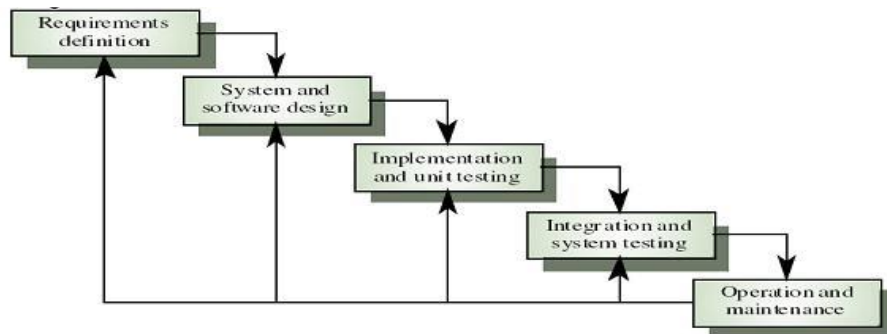 Requirements
definition
System and
software design
Implementation
and unit testing
Integration and
system testing
Operation and
maintenance